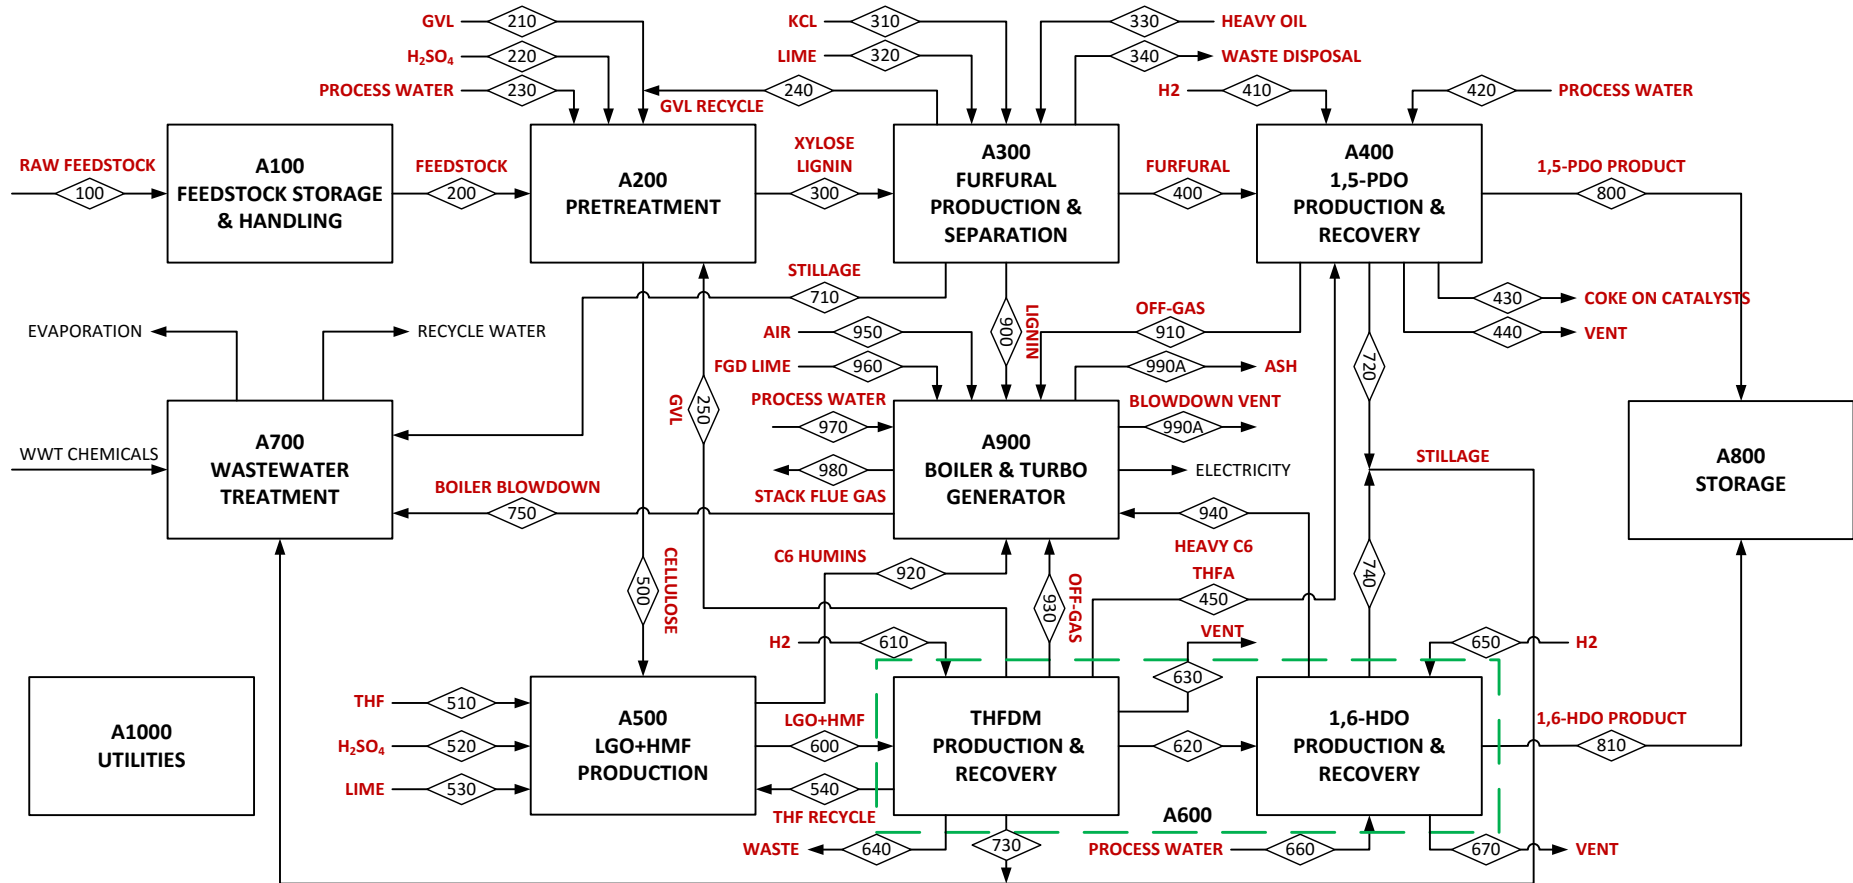 GVL
210
KCL
310
330
HEAVY OIL
H₂SO₄
220
LIME
320
340
WASTE DISPOSAL
PROCESS WATER
230
GVL RECYCLE
240
H2
410
420
PROCESS WATER
RAW FEEDSTOCK
100
A100
FEEDSTOCK STORAGE
& HANDLING
FEEDSTOCK
200
A200
PRETREATMENT
XYLOSE
LIGNIN
300
A300
FURFURAL
PRODUCTION &
SEPARATION
FURFURAL
400
A400
1,5-PDO
PRODUCTION &
RECOVERY
1,5-PDO PRODUCT
800
STILLAGE
710
900
LIGNIN
OFF-GAS
910
430
COKE ON CATALYSTS
440
VENT
720
EVAPORATION
RECYCLE WATER
AIR
950
FGD LIME
960
990A
ASH
GVL
250
PROCESS WATER
970
BLOWDOWN VENT
990A
A700
WASTEWATER
TREATMENT
WWT CHEMICALS
A900
BOILER & TURBO
GENERATOR
980
STACK FLUE GAS
ELECTRICITY
STILLAGE
A800
STORAGE
BOILER BLOWDOWN
750
940
HEAVY C6
CELLULOSE
500
C6 HUMINS
920
930
OFF-GAS
THFA
450
740
H2
610
VENT
630
650
H2
A1000
UTILITIES
THF
510
H₂SO₄
520
LIME
530
A500
LGO+HMF
PRODUCTION
LGO+HMF
600
540
THF RECYCLE
THFDM
PRODUCTION &
RECOVERY
620
1,6-HDO
PRODUCTION &
RECOVERY
1,6-HDO PRODUCT
810
A600
WASTE
640
730
PROCESS WATER
660
670
VENT